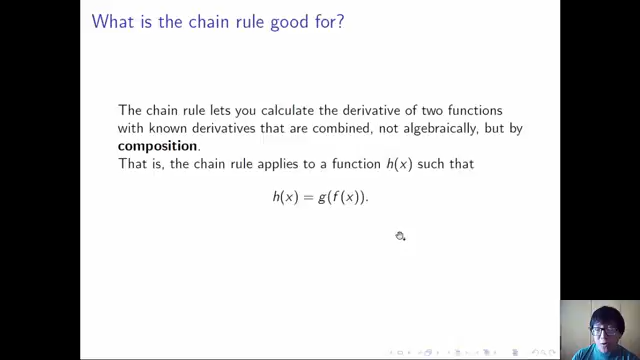 What is the chain rule good for?
The chain rule lets you calculate the derivative of two functions
with known derivatives that are combined, not algebraically, but by
composition.
That is, the chain rule applies to a function h(x) such that
h(x) = g(f(x)).